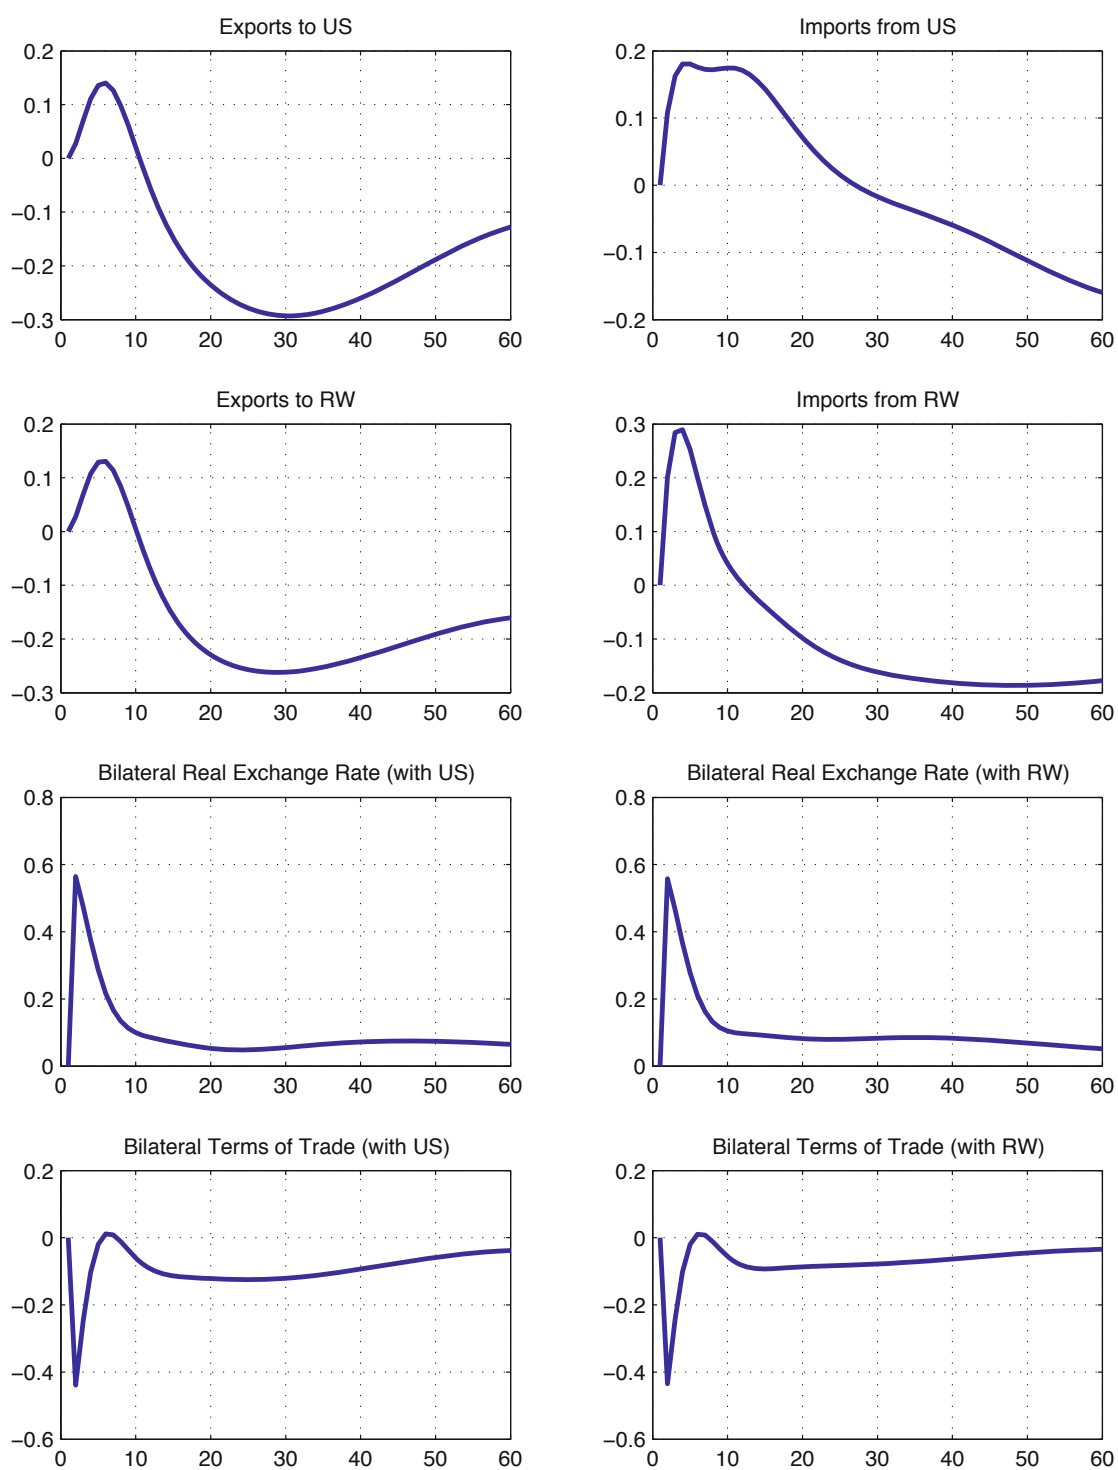 Exports to US
0.2
0.1
0
−0.1
−0.2
−0.3
0 10 20 30 40 50 60
Imports from US
0.2
0.1
0
−0.1
−0.2
0 10 20 30 40 50 60
Exports to RW
0.2
0.1
0
−0.1
−0.2
−0.3
0 10 20 30 40 50 60
Imports from RW
0.3
0.2
0.1
0
−0.1
−0.2
0 10 20 30 40 50 60
Bilateral Real Exchange Rate (with US)
0.8
0.6
0.4
0.2
0
0 10 20 30 40 50 60
Bilateral Real Exchange Rate (with RW)
0.8
0.6
0.4
0.2
0
0 10 20 30 40 50 60
Bilateral Terms of Trade (with US)
0.2
0
−0.2
−0.4
−0.6
0 10 20 30 40 50 60
Bilateral Terms of Trade (with RW)
0.2
0
−0.2
−0.4
−0.6
0 10 20 30 40 50 60